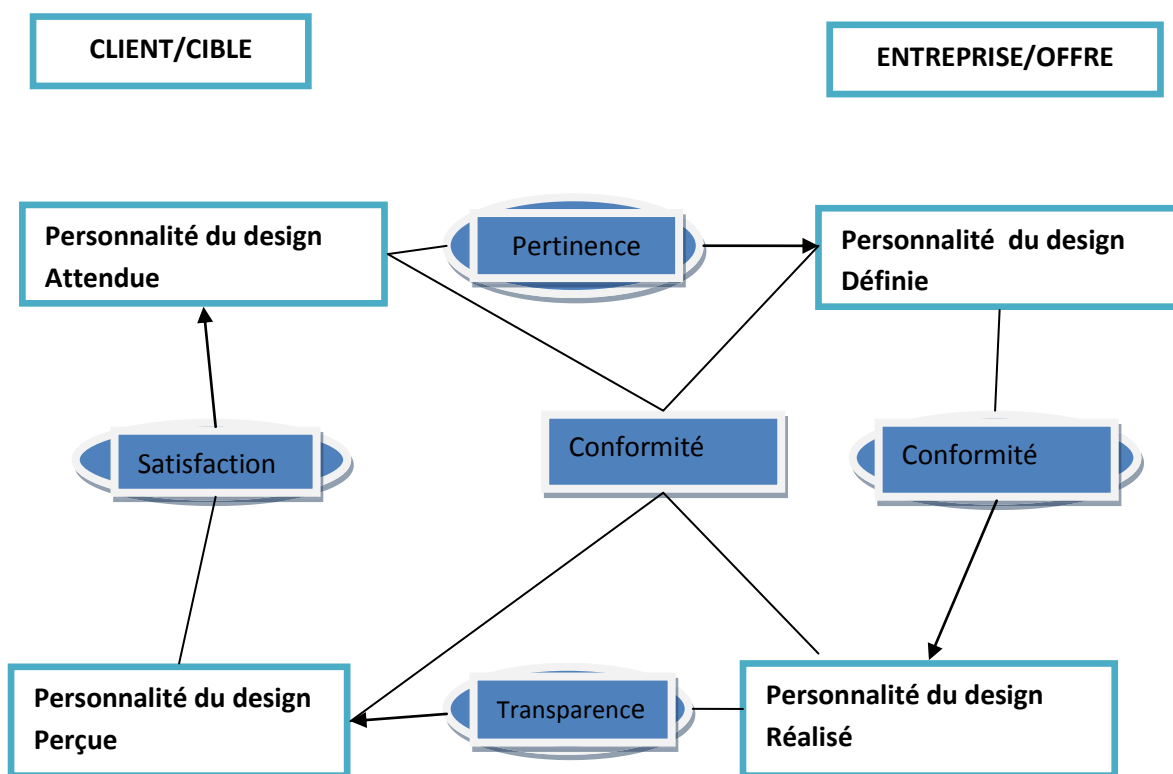 CLIENT/CIBLE
ENTREPRISE/OFFRE
Personnalité du design
Attendue
Pertinence
Personnalité du design
Définie
Satisfaction
Conformité
Conformité
Personnalité du design
Perçue
Transparence
Personnalité du design
Réalisé